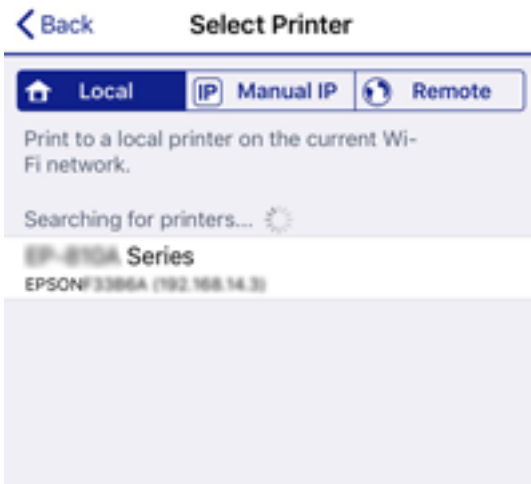 Back
Select Printer
Local
IP Manual IP
Remote
Print to a local printer on the current Wi-
Fi network.
Searching for printers...
Series
EPSON